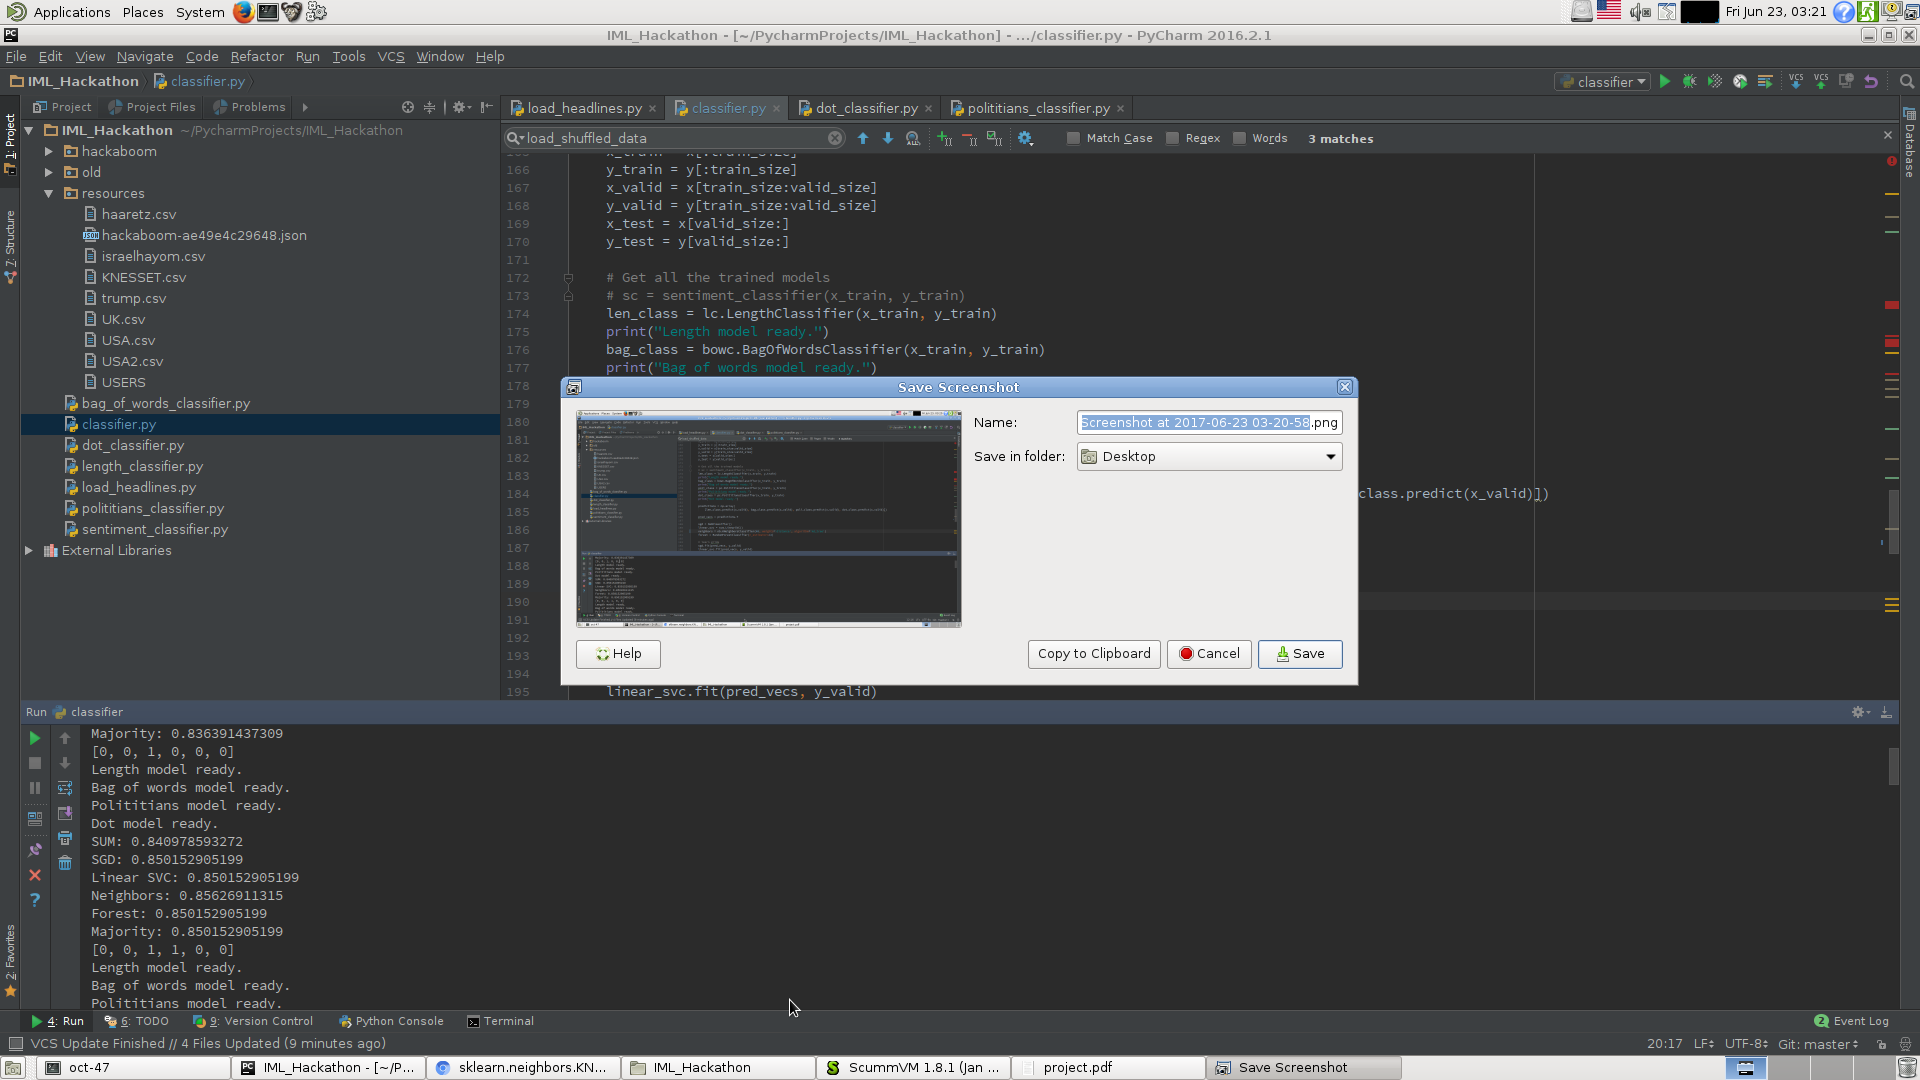 Applications Places System Fri Jun 23, 03:21
IML_Hackathon - [~/PycharmProjects/IML_Hackathon] - .../classifier.py - PyCharm 2016.2.1
File Edit View Navigate Code Refactor Run Tools VCS Window Help
IML_Hackathon classifier.py classifier
Project Project Files Problems load_headlines.py classifier.py dot_classifier.py polititians_classifier.py
load_shuffled_data Match Case Regex Words 3 matches
1: Project
7: Structure
2: Favorites
Database
IML_Hackathon ~/PycharmProjects/IML_Hackathon
hackaboom
old
resources
haaretz.csv
hackaboom-ae49e4c29648.json
israelhayom.csv
KNESSET.csv
trump.csv
UK.csv
USA.csv
USA2.csv
USERS
bag_of_words_classifier.py
classifier.py
dot_classifier.py
length_classifier.py
load_headlines.py
polititians_classifier.py
sentiment_classifier.py
External Libraries
166 y_train = y[:train_size]
167 x_valid = x[train_size:valid_size]
168 y_valid = y[train_size:valid_size]
169 x_test = x[valid_size:]
170 y_test = y[valid_size:]
171
172 # Get all the trained models
173 # sc = sentiment_classifier(x_train, y_train)
174 len_class = lc.LengthClassifier(x_train, y_train)
175 print("Length model ready.")
176 bag_class = bowc.BagOfWordsClassifier(x_train, y_train)
177 print("Bag of words model ready.")
178
179
180
181
182
183
184 class.predict(x_valid)])
185
186
187
188
189
190
191
192
193
194
195 linear_svc.fit(pred_vecs, y_valid)
Save Screenshot
Name: Screenshot at 2017-06-23 03-20-58.png
Save in folder: Desktop
Help Copy to Clipboard Cancel Save
Run classifier
Majority: 0.836391437309
[0, 0, 1, 0, 0, 0]
Length model ready.
Bag of words model ready.
Polititians model ready.
Dot model ready.
SUM: 0.840978593272
SGD: 0.850152905199
Linear SVC: 0.850152905199
Neighbors: 0.85626911315
Forest: 0.850152905199
Majority: 0.850152905199
[0, 0, 1, 1, 0, 0]
Length model ready.
Bag of words model ready.
Polititians model ready.
4: Run 6: TODO 9: Version Control Python Console Terminal 2 Event Log
VCS Update Finished // 4 Files Updated (9 minutes ago) 20:17 LF UTF-8 Git: master
oct-47 IML_Hackathon - [~/P... sklearn.neighbors.KN... IML_Hackathon ScummVM 1.8.1 (Jan ... project.pdf Save Screenshot